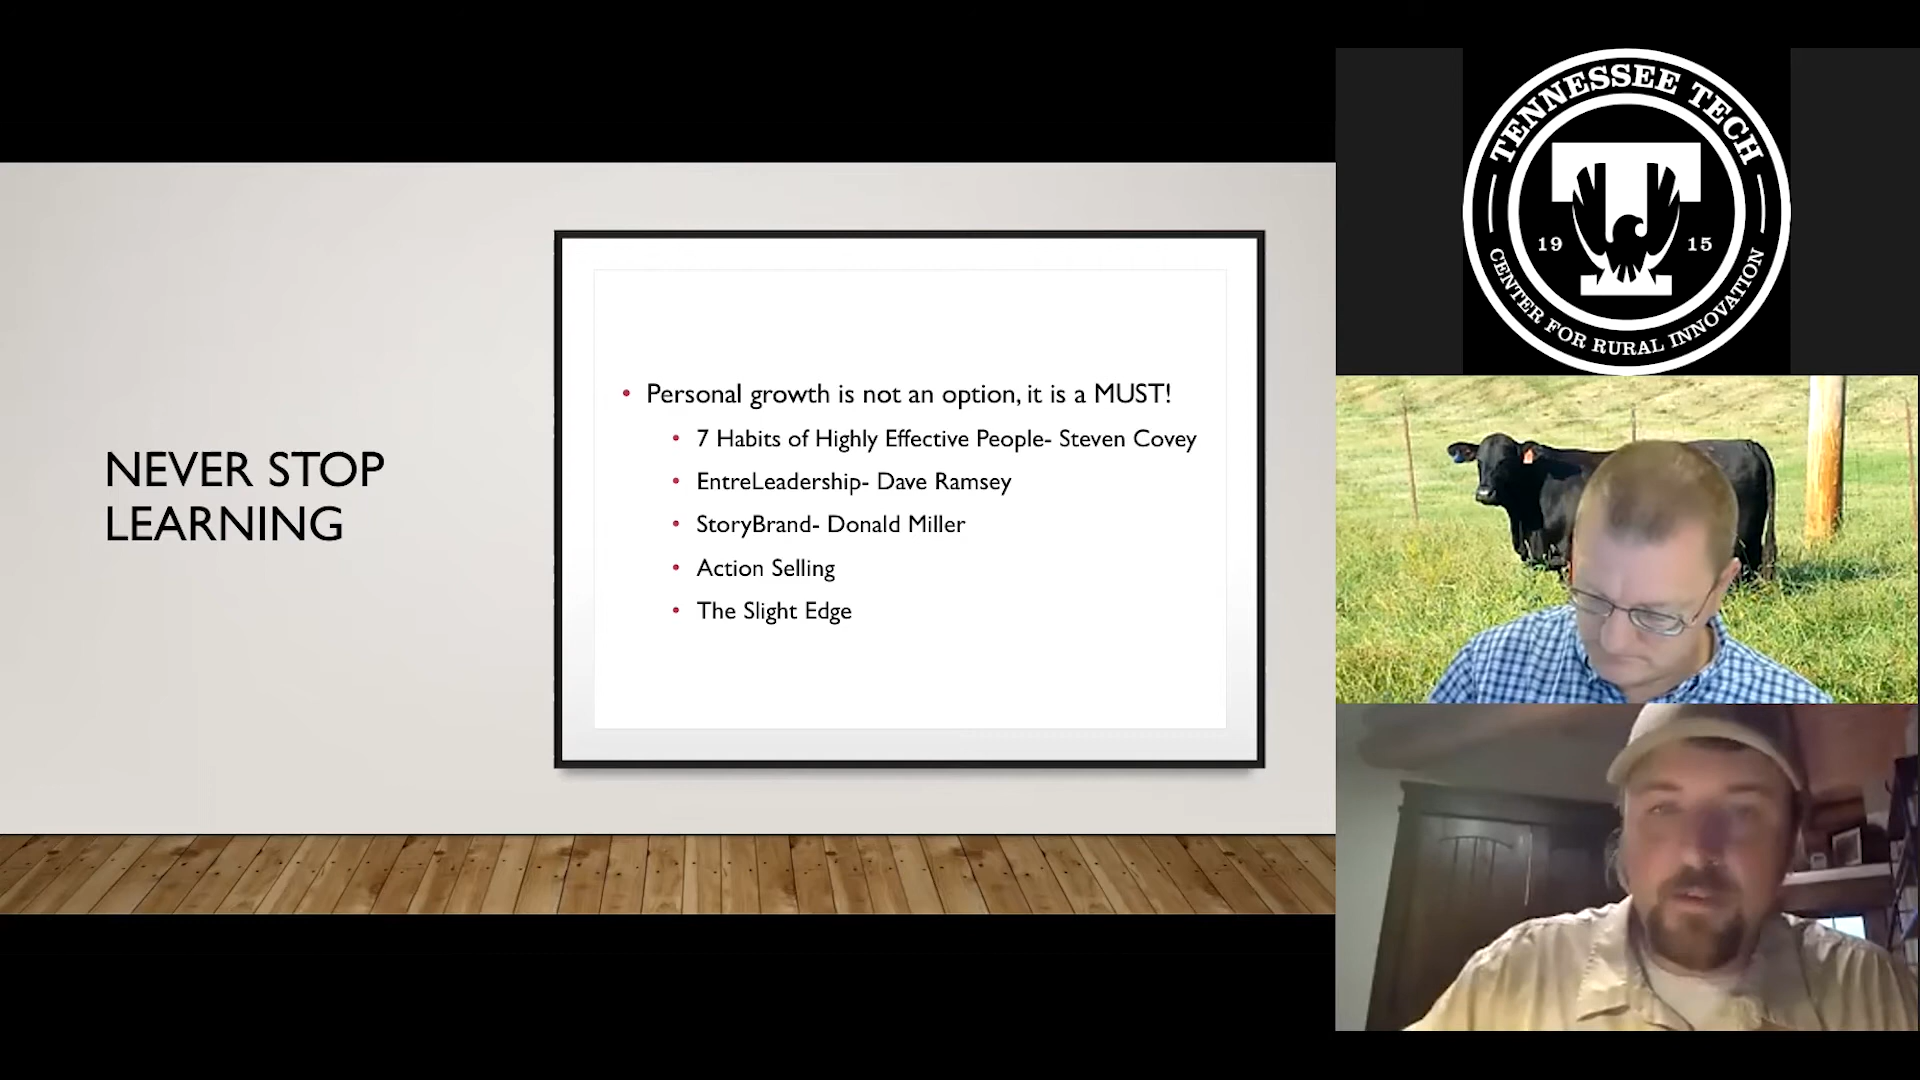 NEVER STOP
LEARNING
• Personal growth is not an option, it is a MUST!
• 7 Habits of Highly Effective People- Steven Covey
• EntreLeadership- Dave Ramsey
• StoryBrand- Donald Miller
• Action Selling
• The Slight Edge
TENNESSEE TECH
T
19 15
CENTER FOR RURAL INNOVATION